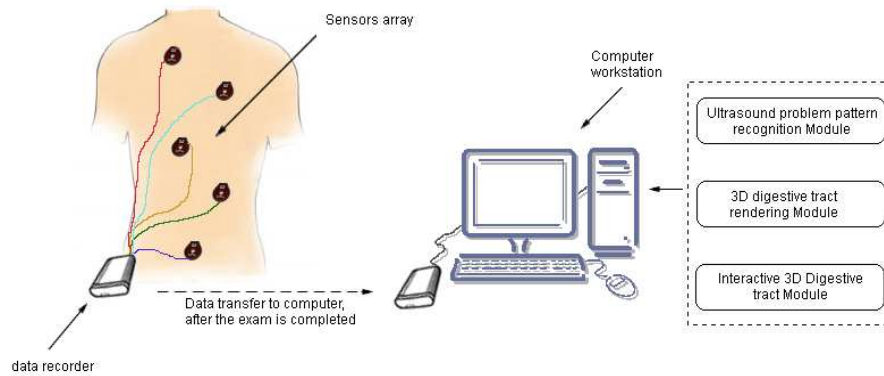 Sensors array
Computer
workstation
Ultrasound problem pattern
recognition Module
3D digestive tract
rendering Module
Interactive 3D Digestive
tract Module
Data transfer to computer,
after the exam is completed
data recorder